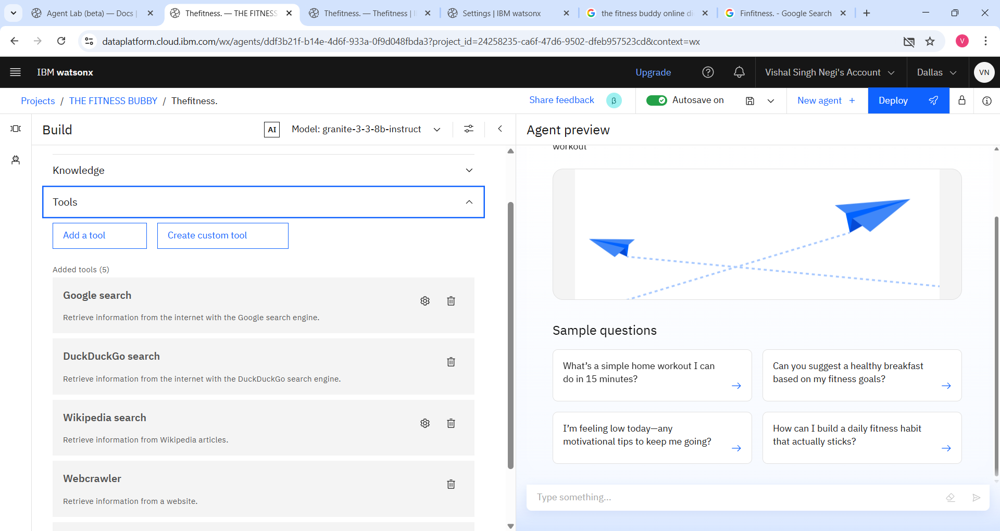 Agent Lab (beta) — Docs |
Thefitness. — THE FITNESS
Thefitness. — Thefitness | I
Settings | IBM watsonx
the fitness buddy online di
Finfitness. - Google Search
dataplatform.cloud.ibm.com/wx/agents/ddf3b21f-b14e-4d6f-933a-0f9d048fbda3?project_id=24258235-ca6f-47d6-9502-dfeb957523cd&context=wx
V
IBM watsonx
Upgrade
Vishal Singh Negi's Account
Dallas
VN
Projects / THE FITNESS BUBBY / Thefitness.
Share feedback
β
Autosave on
New agent +
Deploy
Build
AI
Model: granite-3-3-8b-instruct
Knowledge
Tools
Add a tool
Create custom tool
Added tools (5)
Google search
Retrieve information from the internet with the Google search engine.
DuckDuckGo search
Retrieve information from the internet with the DuckDuckGo search engine.
Wikipedia search
Retrieve information from Wikipedia articles.
Webcrawler
Retrieve information from a website.
Agent preview
workout
Sample questions
What’s a simple home workout I can
do in 15 minutes?
Can you suggest a healthy breakfast
based on my fitness goals?
I’m feeling low today—any
motivational tips to keep me going?
How can I build a daily fitness habit
that actually sticks?
Type something...